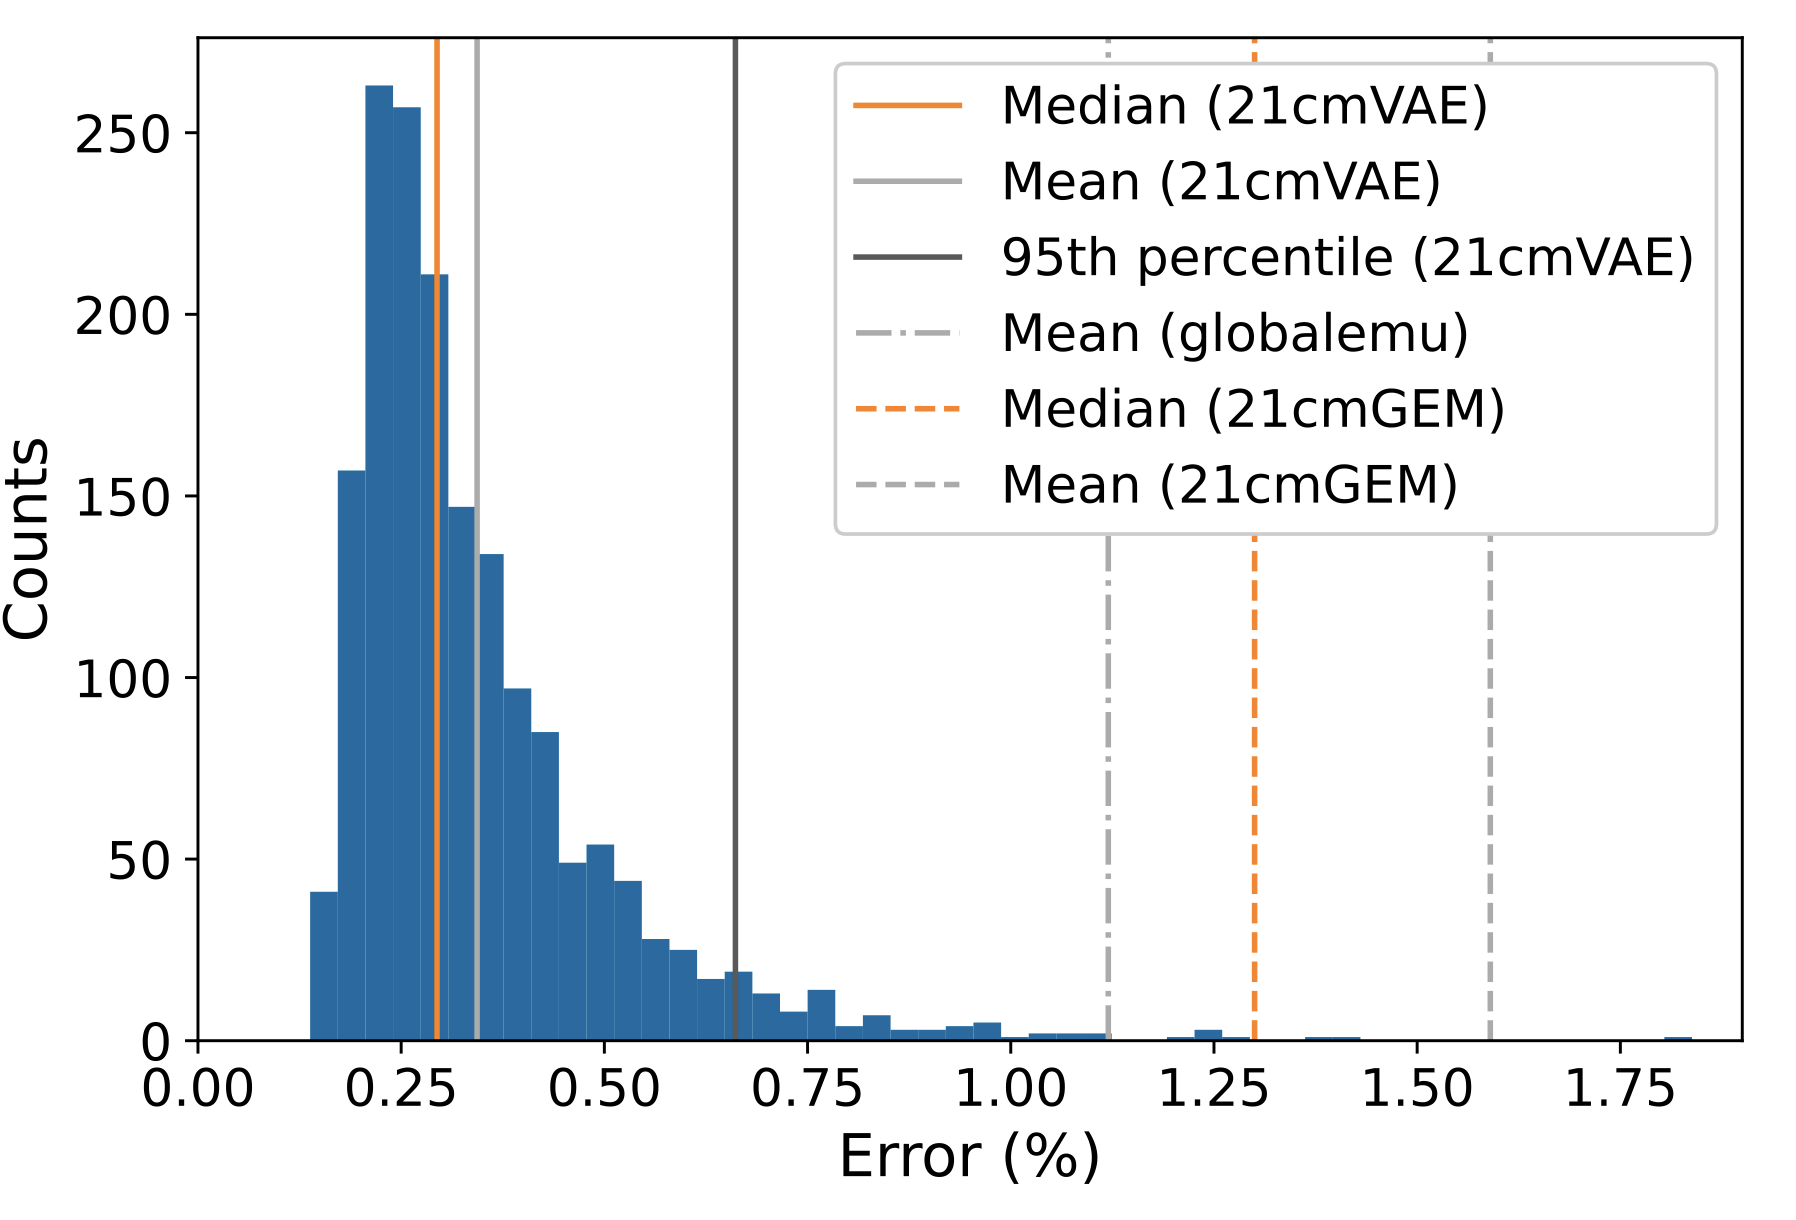 Median (21cmVAE)
Mean (21cmVAE)
95th percentile (21cmVAE)
Mean (globalemu)
Median (21cmGEM)
Mean (21cmGEM)
Counts
250
200
150
100
50
0
0.00 0.25 0.50 0.75 1.00 1.25 1.50 1.75
Error (%)